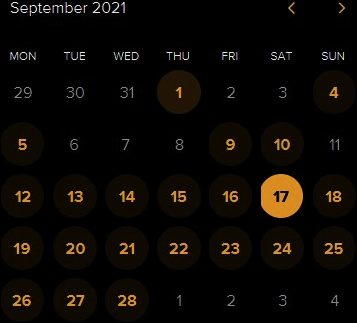 September 2021
MON TUE WED THU FRI SAT SUN
29 30 31 1 2 3 4
5 6 7 8 9 10 11
12 13 14 15 16 17 18
19 20 21 22 23 24 25
26 27 28 1 2 3 4